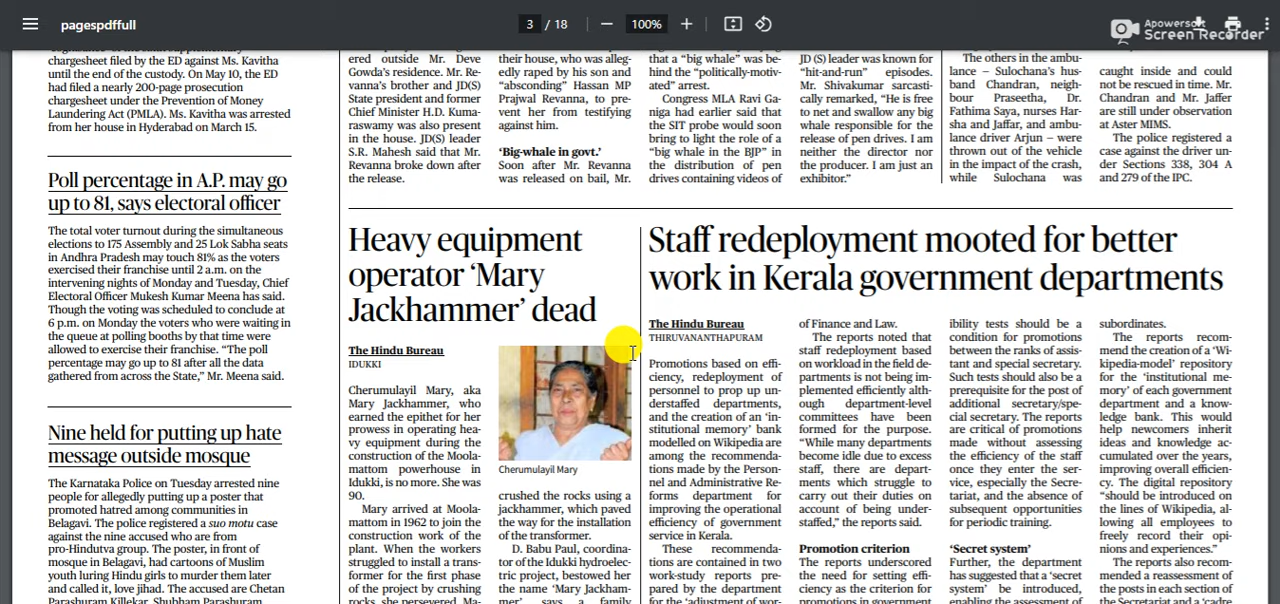 pagespdffull
3 / 18
100%
Apowersoft
Screen Recorder
chargesheet filed by the ED against Ms. Kavitha
until the end of the custody. On May 10, the ED
had filed a nearly 200-page prosecution
chargesheet under the Prevention of Money
Laundering Act (PMLA). Ms. Kavitha was arrested
from her house in Hyderabad on March 15.
Poll percentage in A.P. may go
up to 81, says electoral officer
The total voter turnout during the simultaneous
elections to 175 Assembly and 25 Lok Sabha seats
in Andhra Pradesh may touch 81% as the voters
exercised their franchise until 2 a.m. on the
intervening nights of Monday and Tuesday, Chief
Electoral Officer Mukesh Kumar Meena has said.
Though the voting was scheduled to conclude at
6 p.m. on Monday the voters who were waiting in
the queue at polling booths by that time were
allowed to exercise their franchise. “The poll
percentage may go up to 81 after all the data
gathered from across the State,” Mr. Meena said.
Nine held for putting up hate
message outside mosque
The Karnataka Police on Tuesday arrested nine
people for allegedly putting up a poster that
promoted hatred among communities in
Belagavi. The police registered a suo motu case
against the nine accused who are from
pro-Hindutva group. The poster, in front of
mosque in Belagavi, had cartoons of Muslim
youth luring Hindu girls to murder them later
and called it, love jihad. The accused are Chetan
Parashuram Killekar, Shubham Parashuram
ered outside Mr. Deve
Gowda’s residence. Mr. Re-
vanna’s brother and JD(S)
State president and former
Chief Minister H.D. Kuma-
raswamy was also present
in the house. JD(S) leader
S.R. Mahesh said that Mr.
Revanna broke down after
the release.
their house, who was alleg-
edly raped by his son and
“absconding” Hassan MP
Prajwal Revanna, to pre-
vent her from testifying
against him.
‘Big-whale in govt.’
Soon after Mr. Revanna
was released on bail, Mr.
that a “big whale” was be-
hind the “politically-motiv-
ated” arrest.
Congress MLA Ravi Ga-
niga had earlier said that
the SIT probe would soon
bring to light the role of a
“big whale in the BJP” in
the distribution of pen
drives containing videos of
JD (S) leader was known for
“hit-and-run” episodes.
Mr. Shivakumar sarcasti-
cally remarked, “He is free
to net and swallow any big
whale responsible for the
release of pen drives. I am
neither the director nor
the producer. I am just an
exhibitor.”
The others in the ambu-
lance – Sulochana’s hus-
band Chandran, neigh-
bour Praseetha, Dr.
Fathima Saya, nurses Har-
sha and Jaffar, and ambu-
lance driver Arjun – were
thrown out of the vehicle
in the impact of the crash,
while Sulochana was
caught inside and could
not be rescued in time. Mr.
Chandran and Mr. Jaffer
are still under observation
at Aster MIMS.
The police registered a
case against the driver un-
der Sections 338, 304 A
and 279 of the IPC.
Heavy equipment
operator ‘Mary
Jackhammer’ dead
The Hindu Bureau
IDUKKI
Cherumulayil Mary, aka
Mary Jackhammer, who
earned the epithet for her
prowess in operating hea-
vy equipment during the
construction of the Moola-
mattom powerhouse in
Idukki, is no more. She was
90.
Mary arrived at Moola-
mattom in 1962 to join the
construction work of the
plant. When the workers
struggled to install a trans-
former for the first phase
of the project by crushing
rocks, she persevered. Ma-
Cherumulayil Mary
crushed the rocks using a
jackhammer, which paved
the way for the installation
of the transformer.
D. Babu Paul, coordina-
tor of the Idukki hydroelec-
tric project, bestowed her
the name ‘Mary Jackham-
mer’, says a family
Staff redeployment mooted for better
work in Kerala government departments
The Hindu Bureau
THIRUVANANTHAPURAM
Promotions based on effi-
ciency, redeployment of
personnel to prop up un-
derstaffed departments,
and the creation of an ‘in-
stitutional memory’ bank
modelled on Wikipedia are
among the recommenda-
tions made by the Person-
nel and Administrative Re-
forms department for
improving the operational
efficiency of government
service in Kerala.
These recommenda-
tions are contained in two
work-study reports pre-
pared by the department
for the ‘adjustment of wor-
of Finance and Law.
The reports noted that
staff redeployment based
on workload in the field de-
partments is not being im-
plemented efficiently alth-
ough department-level
committees have been
formed for the purpose.
“While many departments
become idle due to excess
staff, there are depart-
ments which struggle to
carry out their duties on
account of being under-
staffed,” the reports said.
Promotion criterion
The reports underscored
the need for setting effi-
ciency as the criterion for
promotions in government
ibility tests should be a
condition for promotions
between the ranks of assis-
tant and special secretary.
Such tests should also be a
prerequisite for the post of
additional secretary/spe-
cial secretary. The reports
are critical of promotions
made without assessing
the efficiency of the staff
once they enter the ser-
vice, especially the Secre-
tariat, and the absence of
subsequent opportunities
for periodic training.
‘Secret system’
Further, the department
has suggested that a ‘secret
system’ be introduced,
enabling the assessment of
subordinates.
The reports recom-
mend the creation of a ‘Wi-
kipedia-model’ repository
for the ‘institutional me-
mory’ of each government
department and a know-
ledge bank. This would
help newcomers inherit
ideas and knowledge ac-
cumulated over the years,
improving overall efficien-
cy. The digital repository
“should be introduced on
the lines of Wikipedia, al-
lowing all employees to
freely record their opi-
nions and experiences.”
The reports also recom-
mended a reassessment of
the posts in each section of
the Secretariat and a ‘cadre